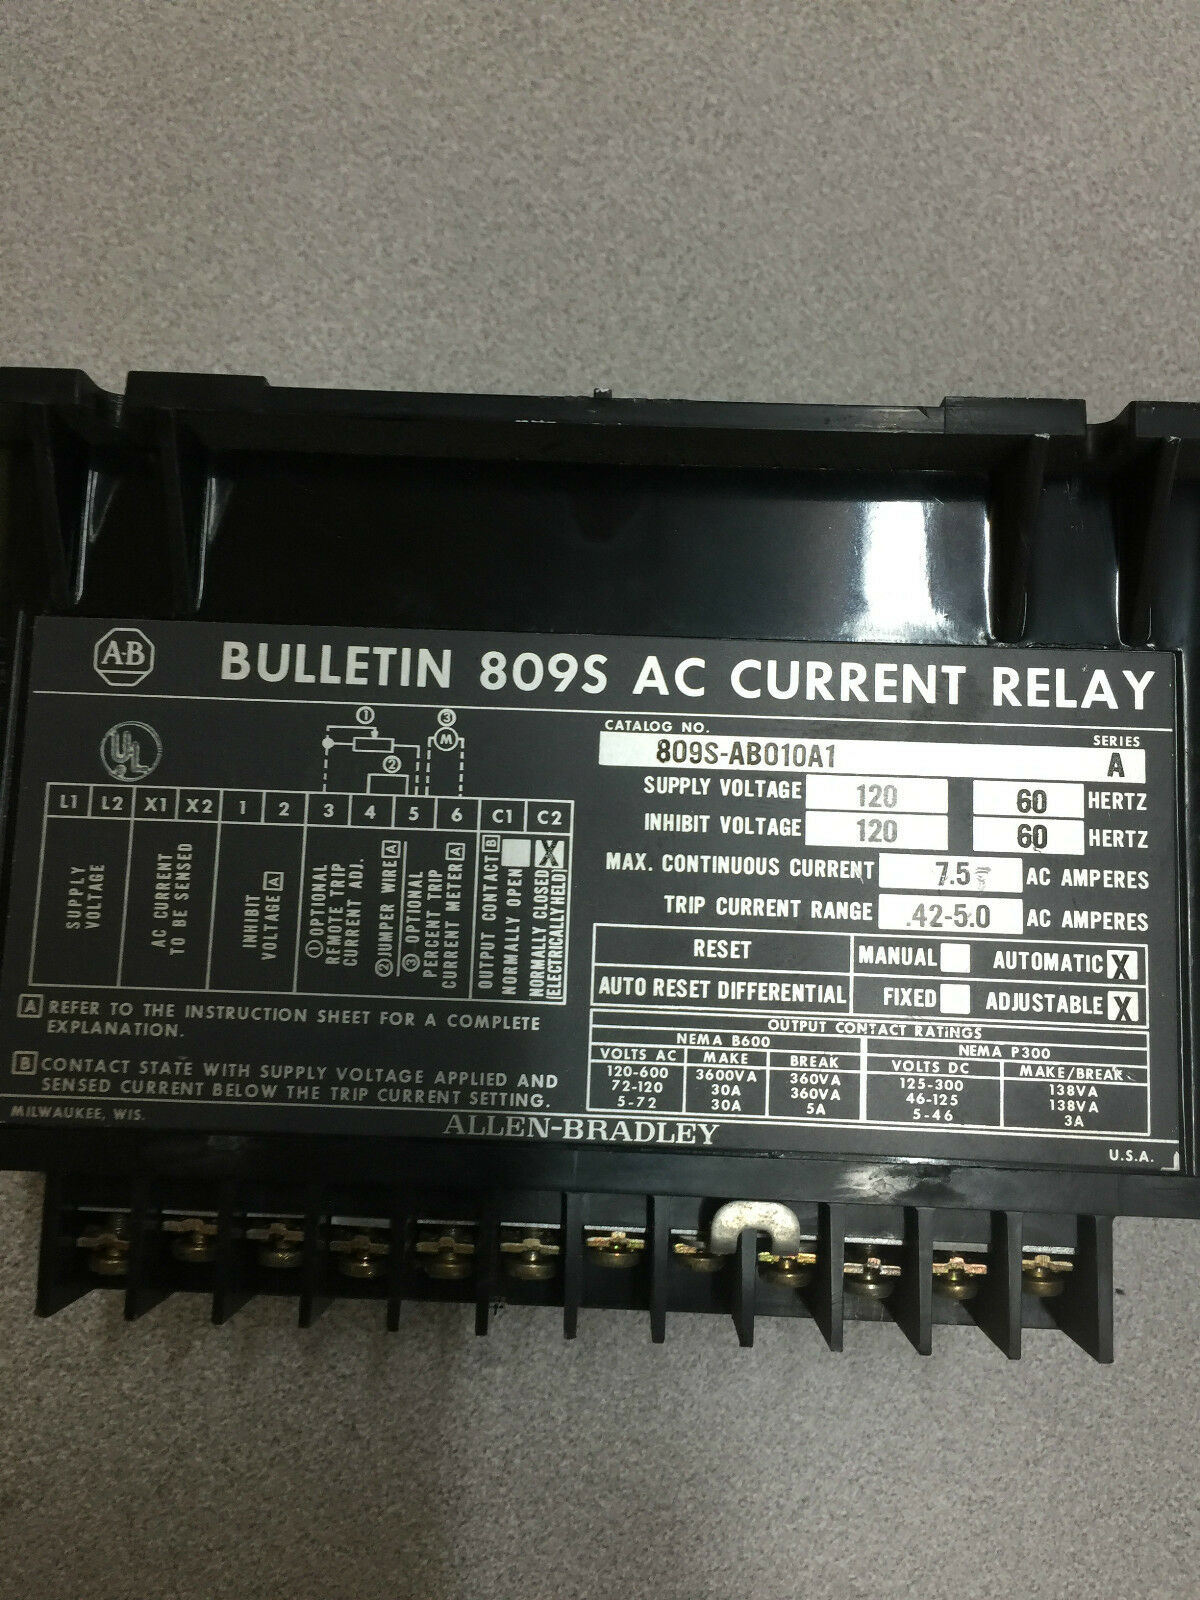 A-B
BULLETIN 809S AC CURRENT RELAY
UL
① ③
M
②
L1 L2 X1 X2 1 2 3 4 5 6 C1 C2
SUPPLY VOLTAGE
AC CURRENT TO BE SENSED
INHIBIT VOLTAGE A
① OPTIONAL REMOTE TRIP CURRENT ADJ.
② JUMPER WIRE A
③ OPTIONAL PERCENT TRIP CURRENT METER A
OUTPUT CONTACT B
NORMALLY OPEN
NORMALLY CLOSED X
(ELECTRICALLY HELD)
A REFER TO THE INSTRUCTION SHEET FOR A COMPLETE
EXPLANATION.
B CONTACT STATE WITH SUPPLY VOLTAGE APPLIED AND
SENSED CURRENT BELOW THE TRIP CURRENT SETTING.
MILWAUKEE, WIS.
CATALOG NO. SERIES
809S-AB010A1 A
SUPPLY VOLTAGE 120 60 HERTZ
INHIBIT VOLTAGE 120 60 HERTZ
MAX. CONTINUOUS CURRENT 7.5 AC AMPERES
TRIP CURRENT RANGE .42-5.0 AC AMPERES
RESET MANUAL AUTOMATIC X
AUTO RESET DIFFERENTIAL FIXED ADJUSTABLE X
OUTPUT CONTACT RATINGS
NEMA B600 NEMA P300
VOLTS AC MAKE BREAK VOLTS DC MAKE/BREAK
120-600 3600VA 360VA 125-300 138VA
72-120 30A 360VA 46-125 138VA
5-72 30A 5A 5-46 3A
ALLEN-BRADLEY
U.S.A.